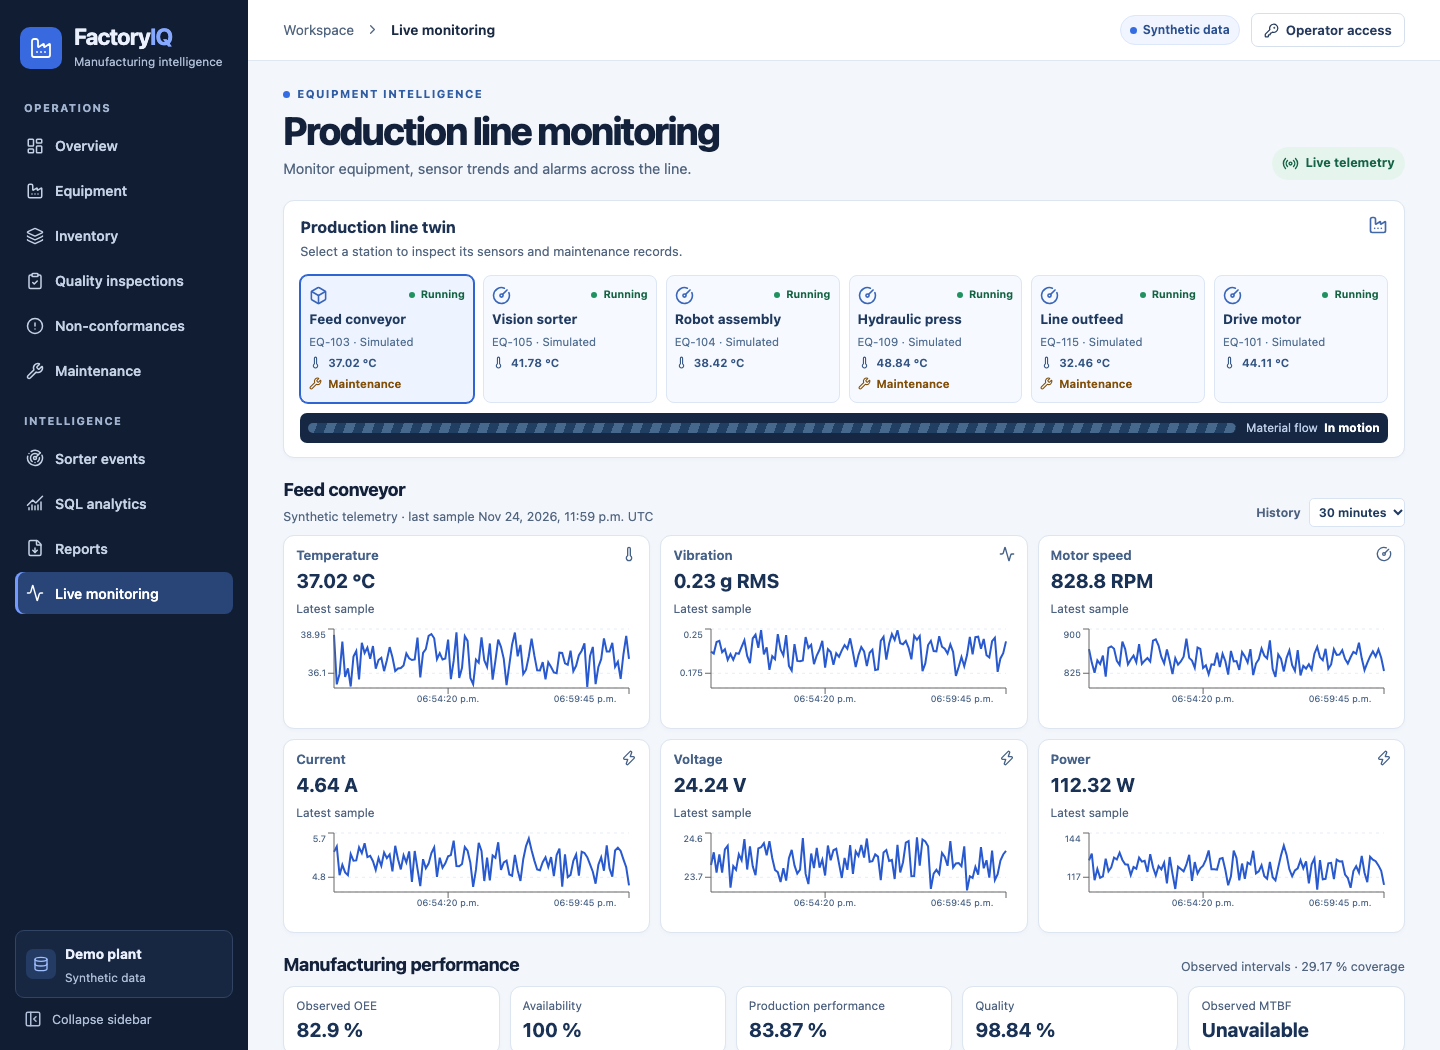 FactoryIQ
Manufacturing intelligence
OPERATIONS
Overview
Equipment
Inventory
Quality inspections
Non-conformances
Maintenance
INTELLIGENCE
Sorter events
SQL analytics
Reports
Live monitoring
Demo plant
Synthetic data
Collapse sidebar
Workspace > Live monitoring
Synthetic data
Operator access
EQUIPMENT INTELLIGENCE
Production line monitoring
Monitor equipment, sensor trends and alarms across the line.
Live telemetry
Production line twin
Select a station to inspect its sensors and maintenance records.
Running
Feed conveyor
EQ-103 · Simulated
37.02 °C
Maintenance
Running
Vision sorter
EQ-105 · Simulated
41.78 °C
Running
Robot assembly
EQ-104 · Simulated
38.42 °C
Running
Hydraulic press
EQ-109 · Simulated
48.84 °C
Maintenance
Running
Line outfeed
EQ-115 · Simulated
32.46 °C
Maintenance
Running
Drive motor
EQ-101 · Simulated
44.11 °C
Material flow In motion
Feed conveyor
Synthetic telemetry · last sample Nov 24, 2026, 11:59 p.m. UTC
History 30 minutes
Temperature
37.02 °C
Latest sample
38.95
36.1
06:54:20 p.m. 06:59:45 p.m.
Vibration
0.23 g RMS
Latest sample
0.25
0.175
06:54:20 p.m. 06:59:45 p.m.
Motor speed
828.8 RPM
Latest sample
900
825
06:54:20 p.m. 06:59:45 p.m.
Current
4.64 A
Latest sample
5.7
4.8
06:54:20 p.m. 06:59:45 p.m.
Voltage
24.24 V
Latest sample
24.6
23.7
06:54:20 p.m. 06:59:45 p.m.
Power
112.32 W
Latest sample
144
117
06:54:20 p.m. 06:59:45 p.m.
Manufacturing performance
Observed intervals · 29.17 % coverage
Observed OEE
82.9 %
Availability
100 %
Production performance
83.87 %
Quality
98.84 %
Observed MTBF
Unavailable